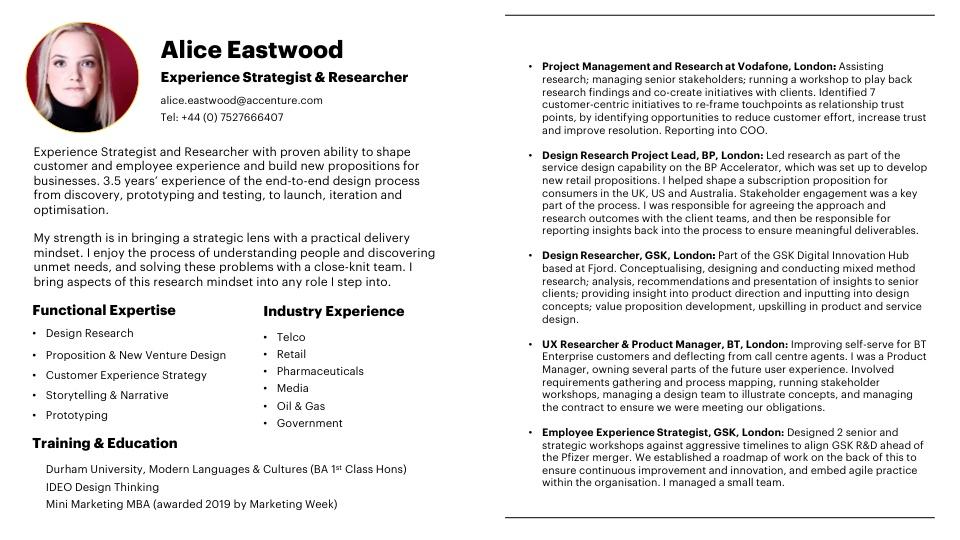 Alice Eastwood
Experience Strategist & Researcher
alice.eastwood@accenture.com
Tel: +44 (0) 7527666407
Experience Strategist and Researcher with proven ability to shape
customer and employee experience and build new propositions for
businesses. 3.5 years’ experience of the end-to-end design process
from discovery, prototyping and testing, to launch, iteration and
optimisation.
My strength is in bringing a strategic lens with a practical delivery
mindset. I enjoy the process of understanding people and discovering
unmet needs, and solving these problems with a close-knit team. I
bring aspects of this research mindset into any role I step into.
Functional Expertise
• Design Research
• Proposition & New Venture Design
• Customer Experience Strategy
• Storytelling & Narrative
• Prototyping
Industry Experience
• Telco
• Retail
• Pharmaceuticals
• Media
• Oil & Gas
• Government
Training & Education
Durham University, Modern Languages & Cultures (BA 1st Class Hons)
IDEO Design Thinking
Mini Marketing MBA (awarded 2019 by Marketing Week)
• Project Management and Research at Vodafone, London: Assisting
research; managing senior stakeholders; running a workshop to play back
research findings and co-create initiatives with clients. Identified 7
customer-centric initiatives to re-frame touchpoints as relationship trust
points, by identifying opportunities to reduce customer effort, increase trust
and improve resolution. Reporting into COO.
• Design Research Project Lead, BP, London: Led research as part of the
service design capability on the BP Accelerator, which was set up to develop
new retail propositions. I helped shape a subscription proposition for
consumers in the UK, US and Australia. Stakeholder engagement was a key
part of the process. I was responsible for agreeing the approach and
research outcomes with the client teams, and then be responsible for
reporting insights back into the process to ensure meaningful deliverables.
• Design Researcher, GSK, London: Part of the GSK Digital Innovation Hub
based at Fjord. Conceptualising, designing and conducting mixed method
research; analysis, recommendations and presentation of insights to senior
clients; providing insight into product direction and inputting into design
concepts; value proposition development, upskilling in product and service
design.
• UX Researcher & Product Manager, BT, London: Improving self-serve for BT
Enterprise customers and deflecting from call centre agents. I was a Product
Manager, owning several parts of the future user experience. Involved
requirements gathering and process mapping, running stakeholder
workshops, managing a design team to illustrate concepts, and managing
the contract to ensure we were meeting our obligations.
• Employee Experience Strategist, GSK, London: Designed 2 senior and
strategic workshops against aggressive timelines to align GSK R&D ahead of
the Pfizer merger. We established a roadmap of work on the back of this to
ensure continuous improvement and innovation, and embed agile practice
within the organisation. I managed a small team.